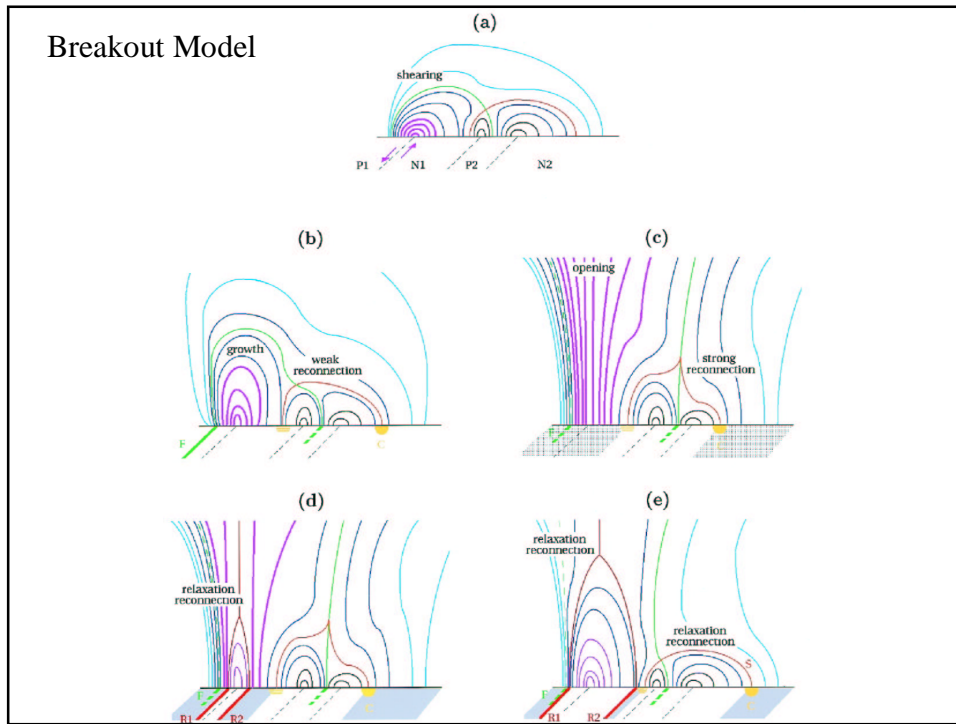 Breakout Model
(a)
shearing
P1
N1
P2
N2
(b)
growth
weak
reconnection
F
C
(c)
opening
strong
reconnection
F
(d)
relaxation
reconnection
F
R1
R2
(e)
relaxation
reconnection
relaxation
reconnection
S
F
C
R1
R2